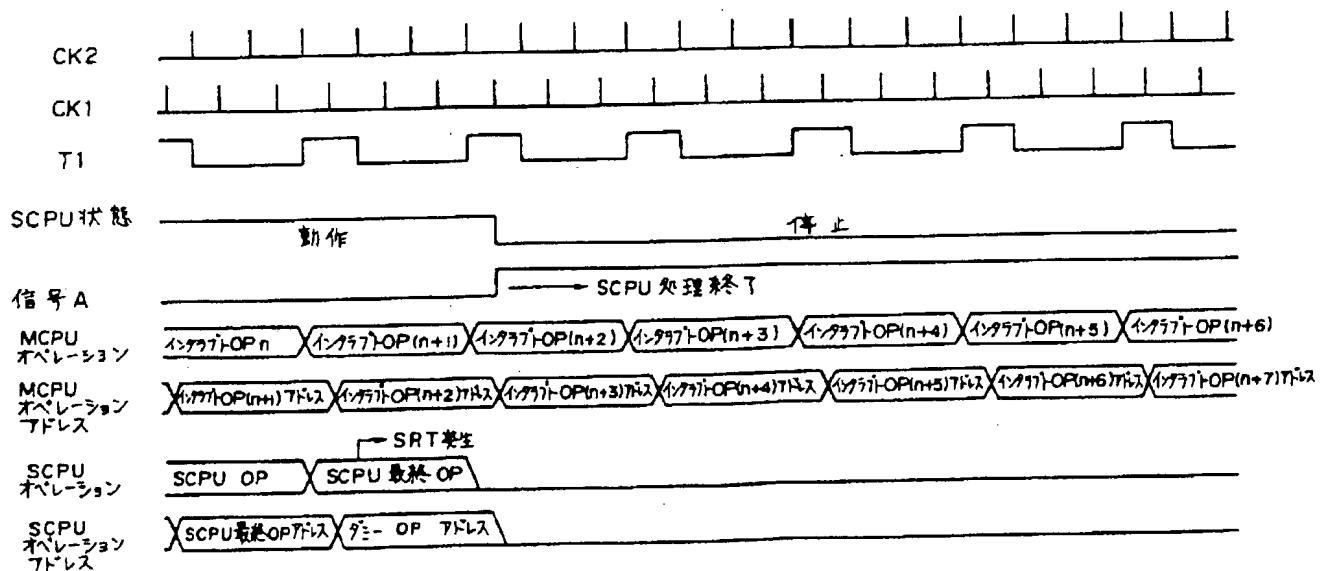 CK2
CK1
T1
SCPU状態
動作
停止
信号A
SCPU処理終了
MCPU
オペレーション
インタラプトOPn
インタラプトOP(n+1)
インタラプトOP(n+2)
インタラプトOP(n+3)
インタラプトOP(n+4)
インタラプトOP(n+5)
インタラプトOP(n+6)
MCPU
オペレーション
アドレス
インタラプトOP(n+1)アドレス
インタラプトOP(n+2)アドレス
インタラプトOP(n+3)アドレス
インタラプトOP(n+4)アドレス
インタラプトOP(n+5)アドレス
インタラプトOP(n+6)アドレス
インタラプトOP(n+7)アドレス
SRT発生
SCPU
オペレーション
SCPU OP
SCPU 最終 OP
SCPU
オペレーション
アドレス
SCPU最終OPアドレス
ダミー OP アドレス